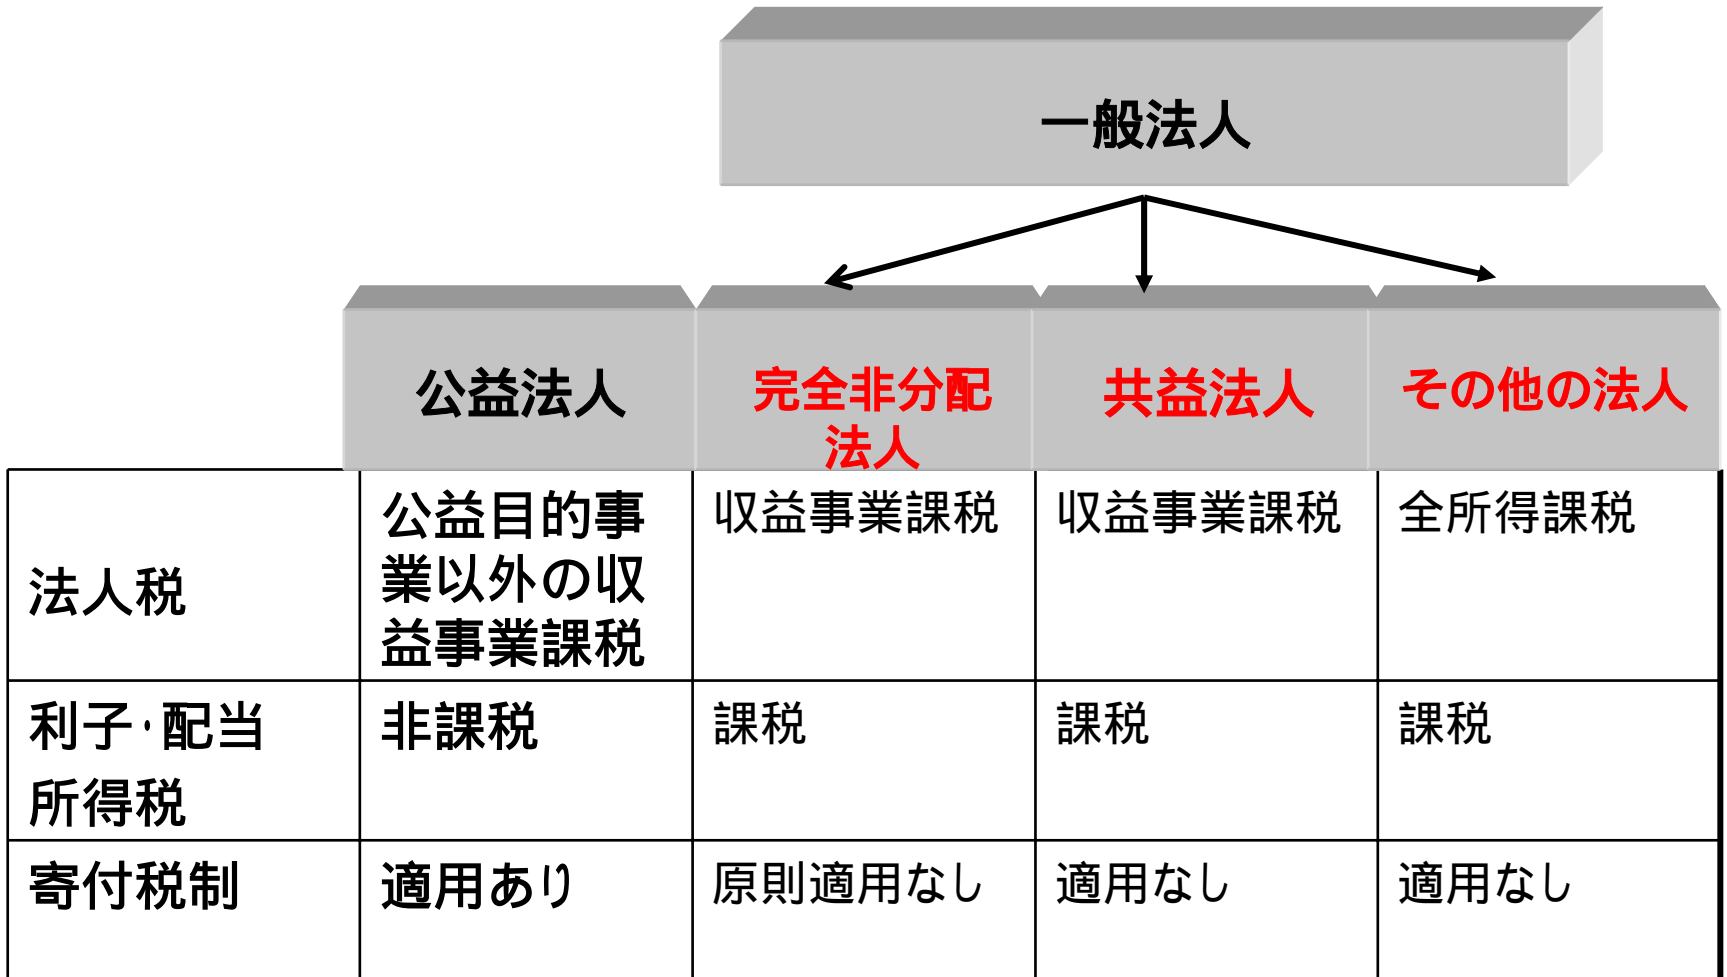 一般法人
公益法人
完全非分配
法人
共益法人
その他の法人
法人税
公益目的事
業以外の収
益事業課税
収益事業課税
収益事業課税
全所得課税
利子・配当
所得税
非課税
課税
課税
課税
寄付税制
適用あり
原則適用なし
適用なし
適用なし